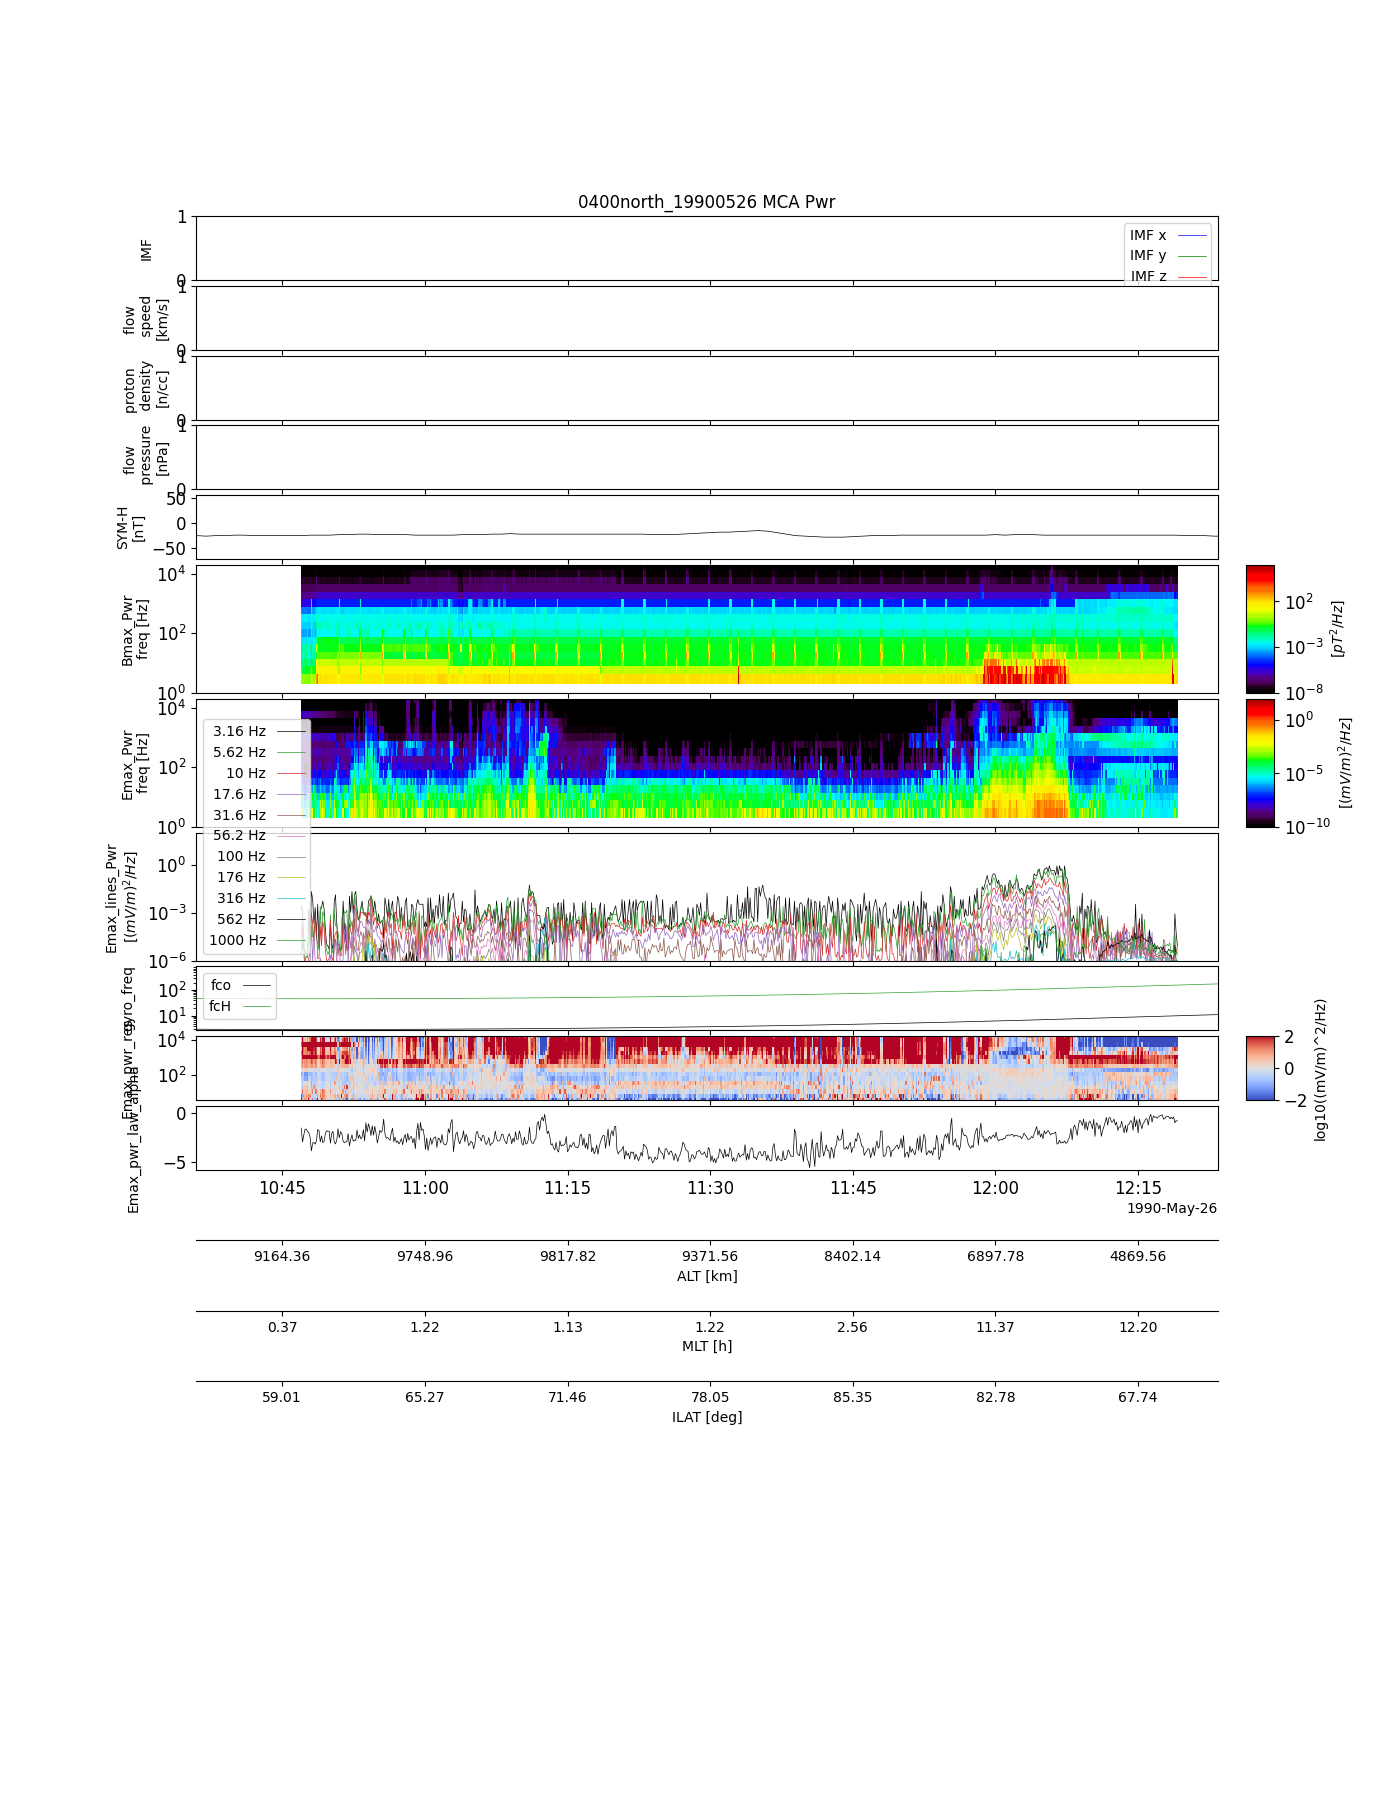 0400north_19900526 MCA Pwr
1
0
IMF
IMF x
IMF y
IMF z
1
0
flow
speed
[km/s]
1
0
proton
density
[n/cc]
1
0
flow
pressure
[nPa]
50
0
−50
SYM-H
[nT]
10^4
10^2
10^0
Bmax_Pwr
freq [Hz]
10^2
10^−3
10^−8
[pT^2/Hz]
10^4
10^2
10^0
Emax_Pwr
freq [Hz]
10^0
10^−5
10^−10
[(mV/m)^2/Hz]
3.16 Hz
5.62 Hz
10 Hz
17.6 Hz
31.6 Hz
56.2 Hz
100 Hz
176 Hz
316 Hz
562 Hz
1000 Hz
10^0
10^−3
10^−6
Emax_lines_Pwr
[(mV/m)^2/Hz]
10^2
10^1
gyro_freq
fco
fcH
10^4
10^2
Emax_pwr_reg
2
0
−2
log10((mV/m)^2/Hz)
0
−5
Emax_pwr_law_alpha
10:45 11:00 11:15 11:30 11:45 12:00 12:15
1990-May-26
9164.36 9748.96 9817.82 9371.56 8402.14 6897.78 4869.56
ALT [km]
0.37 1.22 1.13 1.22 2.56 11.37 12.20
MLT [h]
59.01 65.27 71.46 78.05 85.35 82.78 67.74
ILAT [deg]